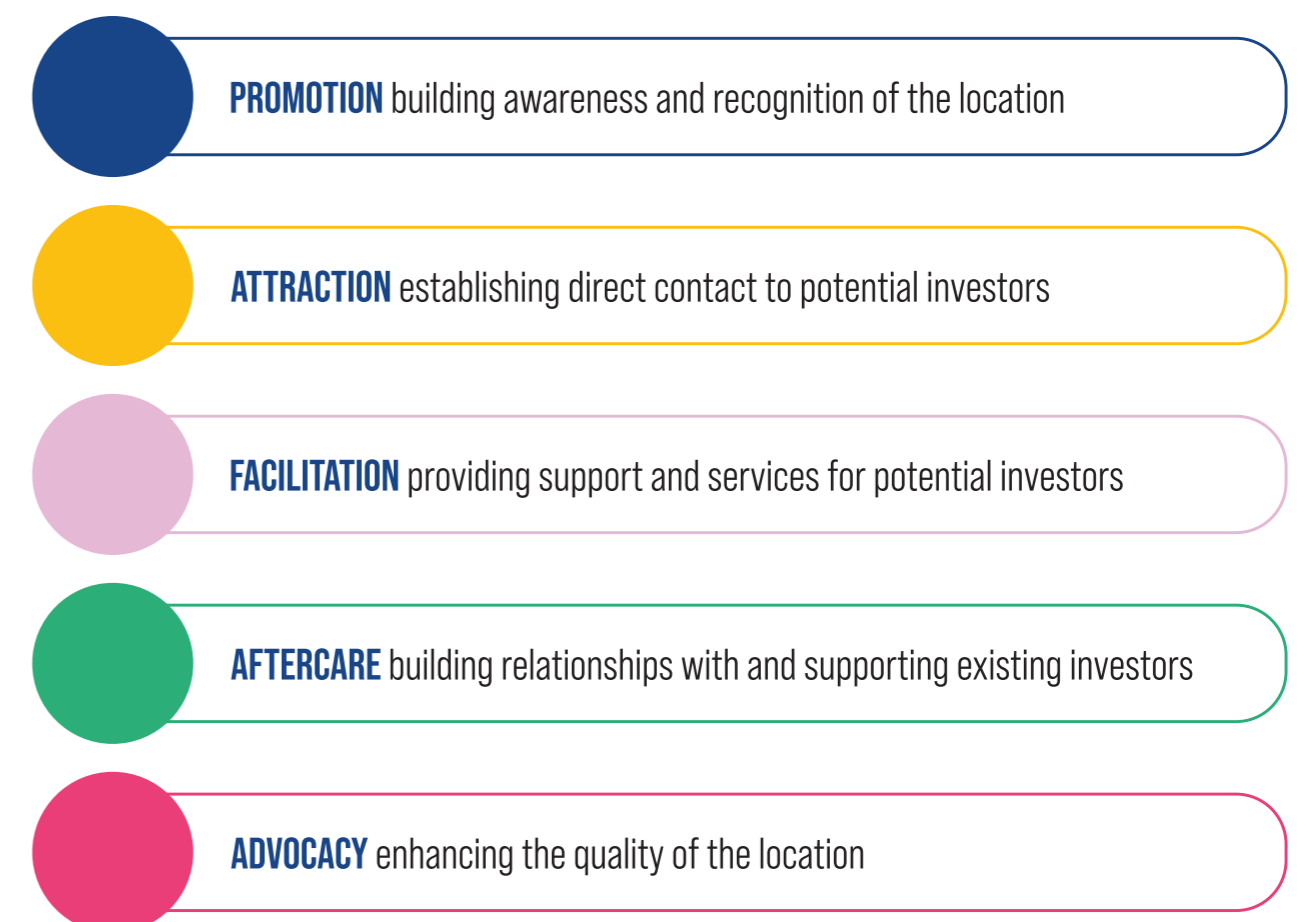 PROMOTION building awareness and recognition of the location
ATTRACTION establishing direct contact to potential investors
FACILITATION providing support and services for potential investors
AFTERCARE building relationships with and supporting existing investors
ADVOCACY enhancing the quality of the location